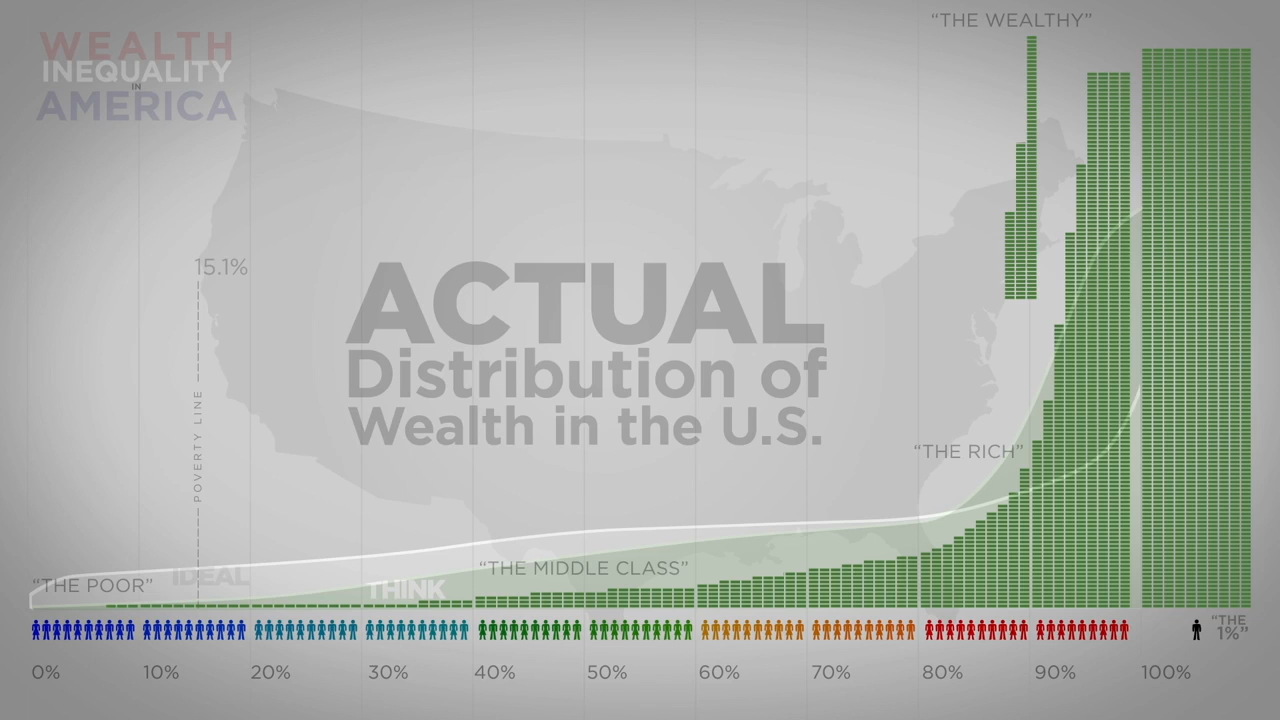 WEALTH
INEQUALITY
IN
AMERICA
“THE WEALTHY”
15.1%
POVERTY LINE
ACTUAL
Distribution of
Wealth in the U.S.
“THE RICH”
“THE MIDDLE CLASS”
“THE POOR”
IDEAL
THINK
“THE
1%”
0% 10% 20% 30% 40% 50% 60% 70% 80% 90% 100%